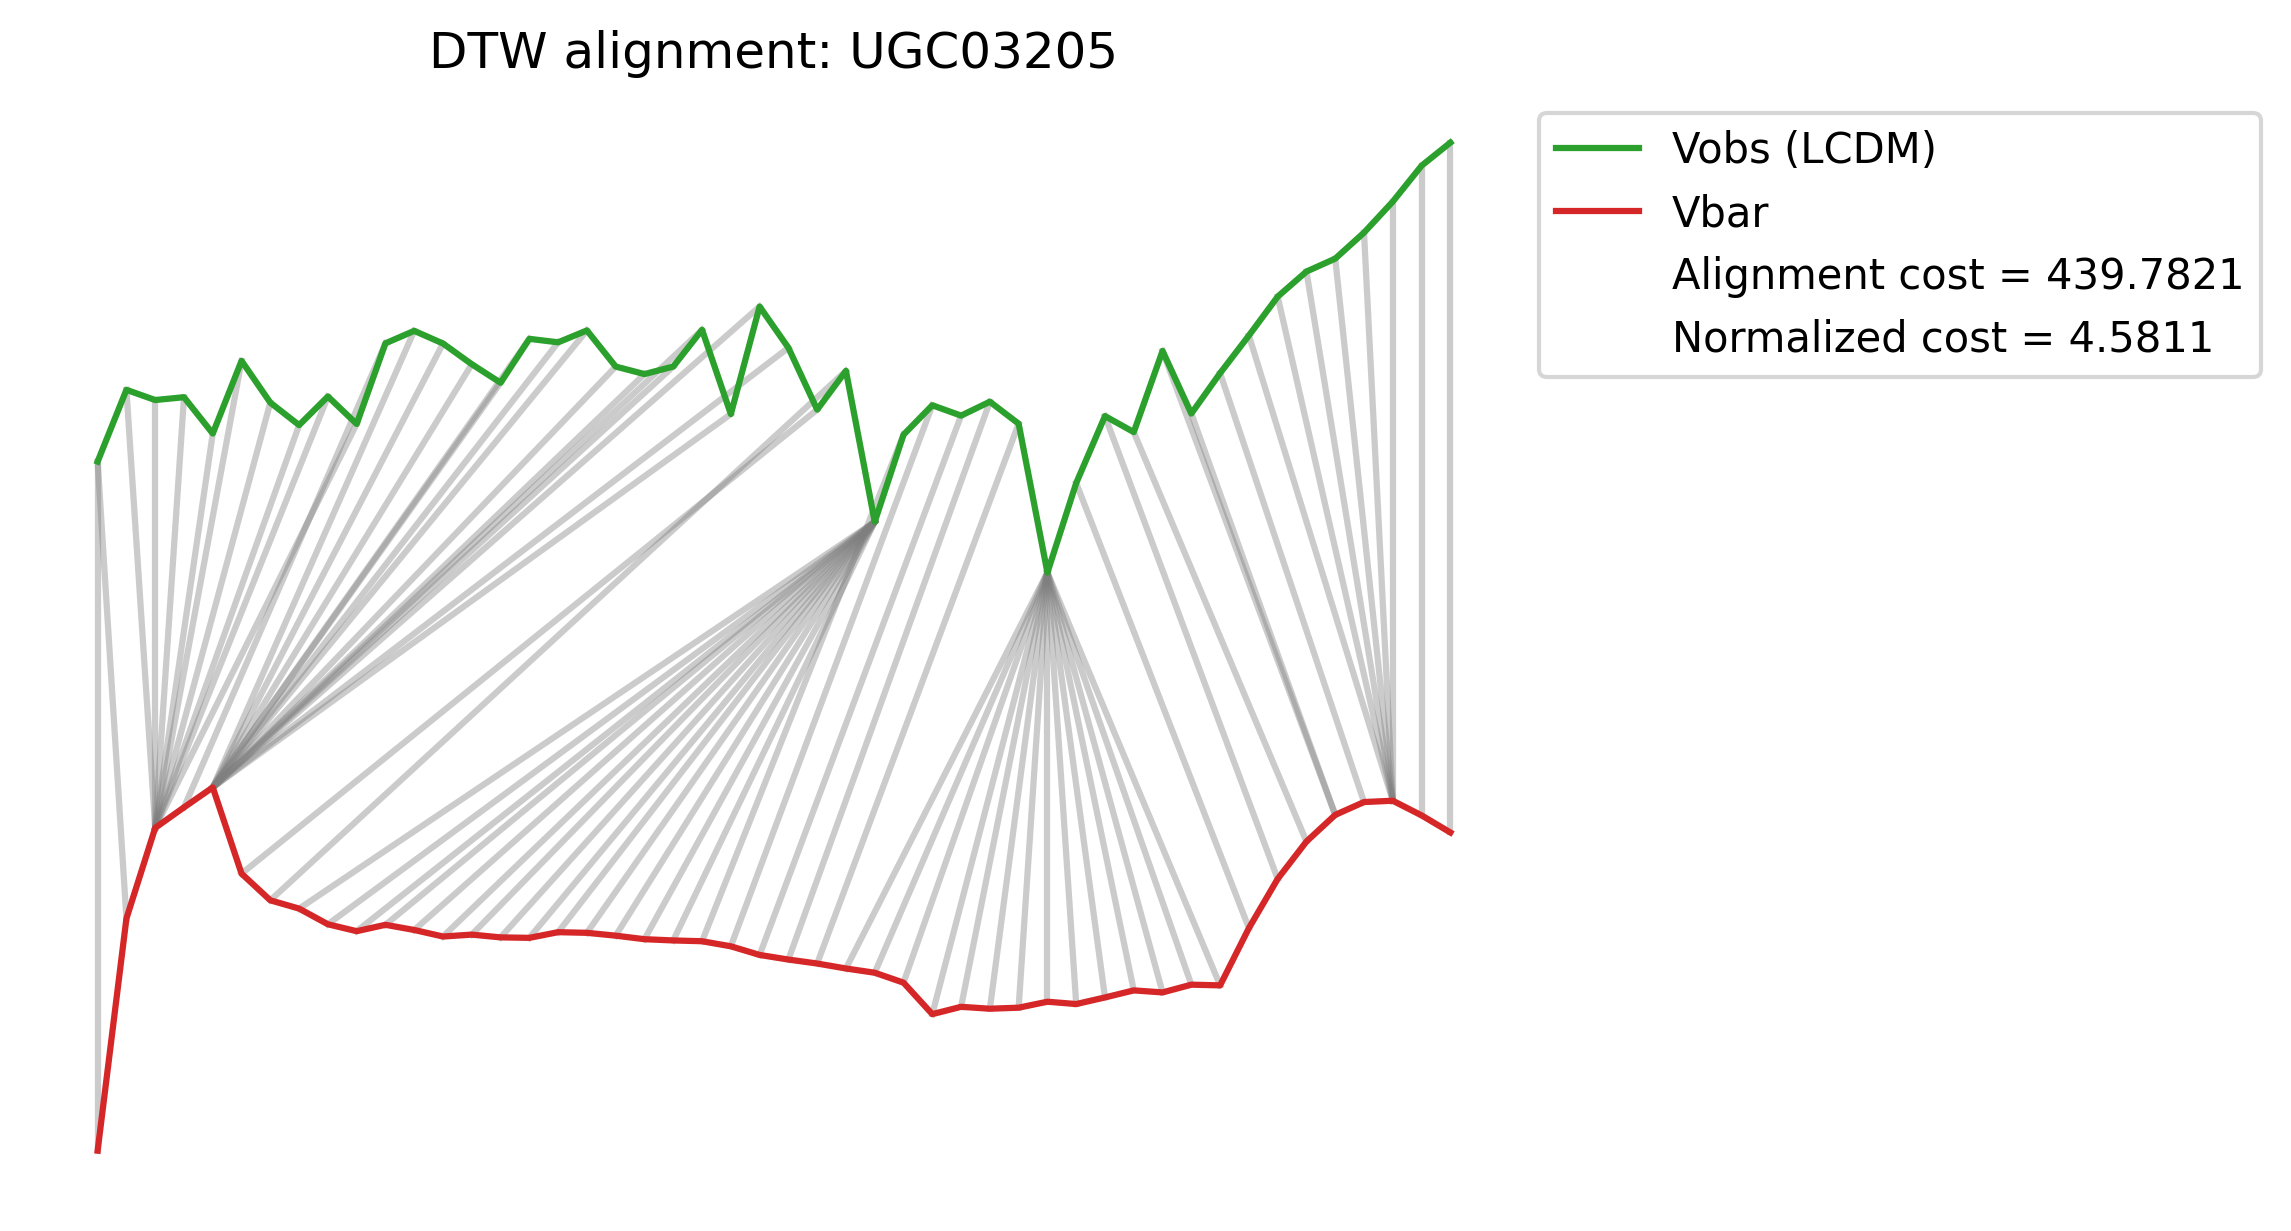 DTW alignment: UGC03205
Vobs (LCDM)
Vbar
Alignment cost = 439.7821
Normalized cost = 4.5811